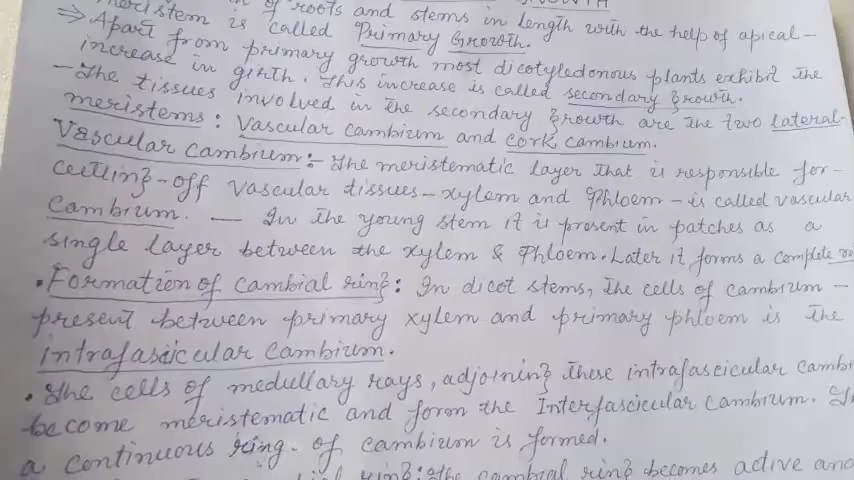 of roots and stems in length with the help of apical-
meristem is called Primary Growth.
⇒ Apart from primary growth most dicotyledonous plants exhibit the
increase in girth. This increase is called secondary growth.
- The tissues involved in the secondary growth are the two lateral-
meristems: Vascular cambium and cork cambium.
Vascular Cambium:- The meristematic layer that is responsible for-
cutting-off vascular tissues - xylem and Phloem - is called vascular
Cambium. — In the young stem it is present in patches as a
single layer between the xylem & Phloem. Later it forms a complete
• Formation of cambial ring: In dicot stems, the cells of cambium -
present between primary xylem and primary phloem is the
intrafascicular cambium.
• The cells of medullary rays, adjoining these intrafascicular cambi
become meristematic and form the Interfascicular cambium.
a continuous ring of cambium is formed.
ring: The cambial ring becomes active and